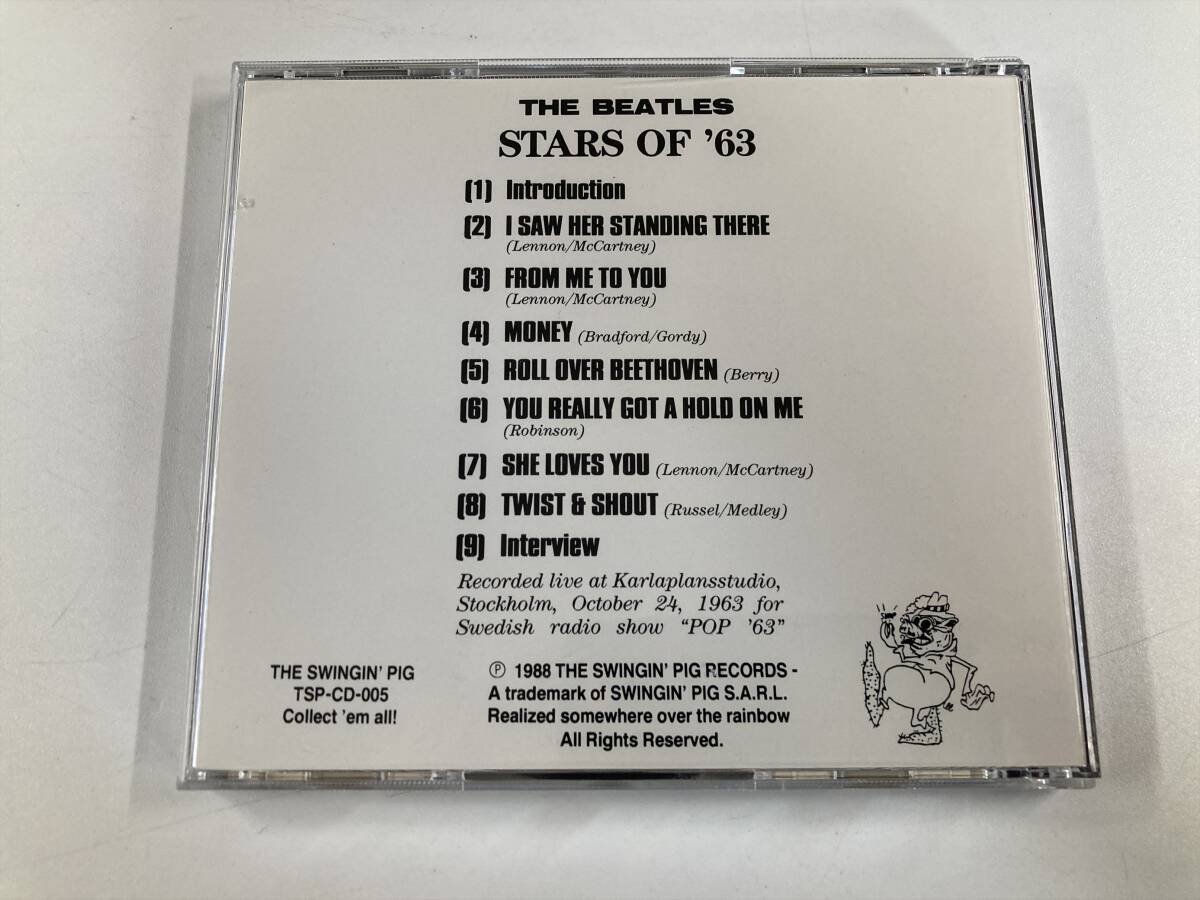 THE BEATLES
STARS OF ’63
(1) Introduction
(2) I SAW HER STANDING THERE
(Lennon/McCartney)
(3) FROM ME TO YOU
(Lennon/McCartney)
(4) MONEY (Bradford/Gordy)
(5) ROLL OVER BEETHOVEN (Berry)
(6) YOU REALLY GOT A HOLD ON ME
(Robinson)
(7) SHE LOVES YOU (Lennon/McCartney)
(8) TWIST & SHOUT (Russel/Medley)
(9) Interview
Recorded live at Karlaplansstudio,
Stockholm, October 24, 1963 for
Swedish radio show “POP ’63”
THE SWINGIN’ PIG
TSP-CD-005
Collect ’em all!
Ⓟ 1988 THE SWINGIN’ PIG RECORDS -
A trademark of SWINGIN’ PIG S.A.R.L.
Realized somewhere over the rainbow
All Rights Reserved.